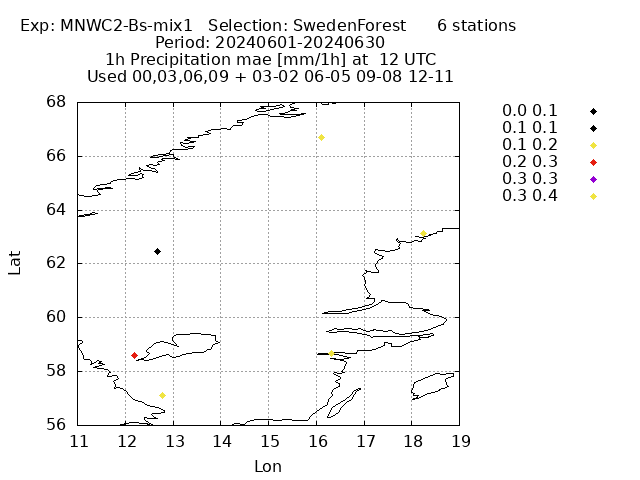 Exp: MNWC2-Bs-mix1   Selection: SwedenForest      6 stations
Period: 20240601-20240630
1h Precipitation mae [mm/1h] at  12 UTC
Used 00,03,06,09 + 03-02 06-05 09-08 12-11
0.0 0.1
0.1 0.1
0.1 0.2
0.2 0.3
0.3 0.3
0.3 0.4
68
66
64
62
60
58
56
Lat
11 12 13 14 15 16 17 18 19
Lon